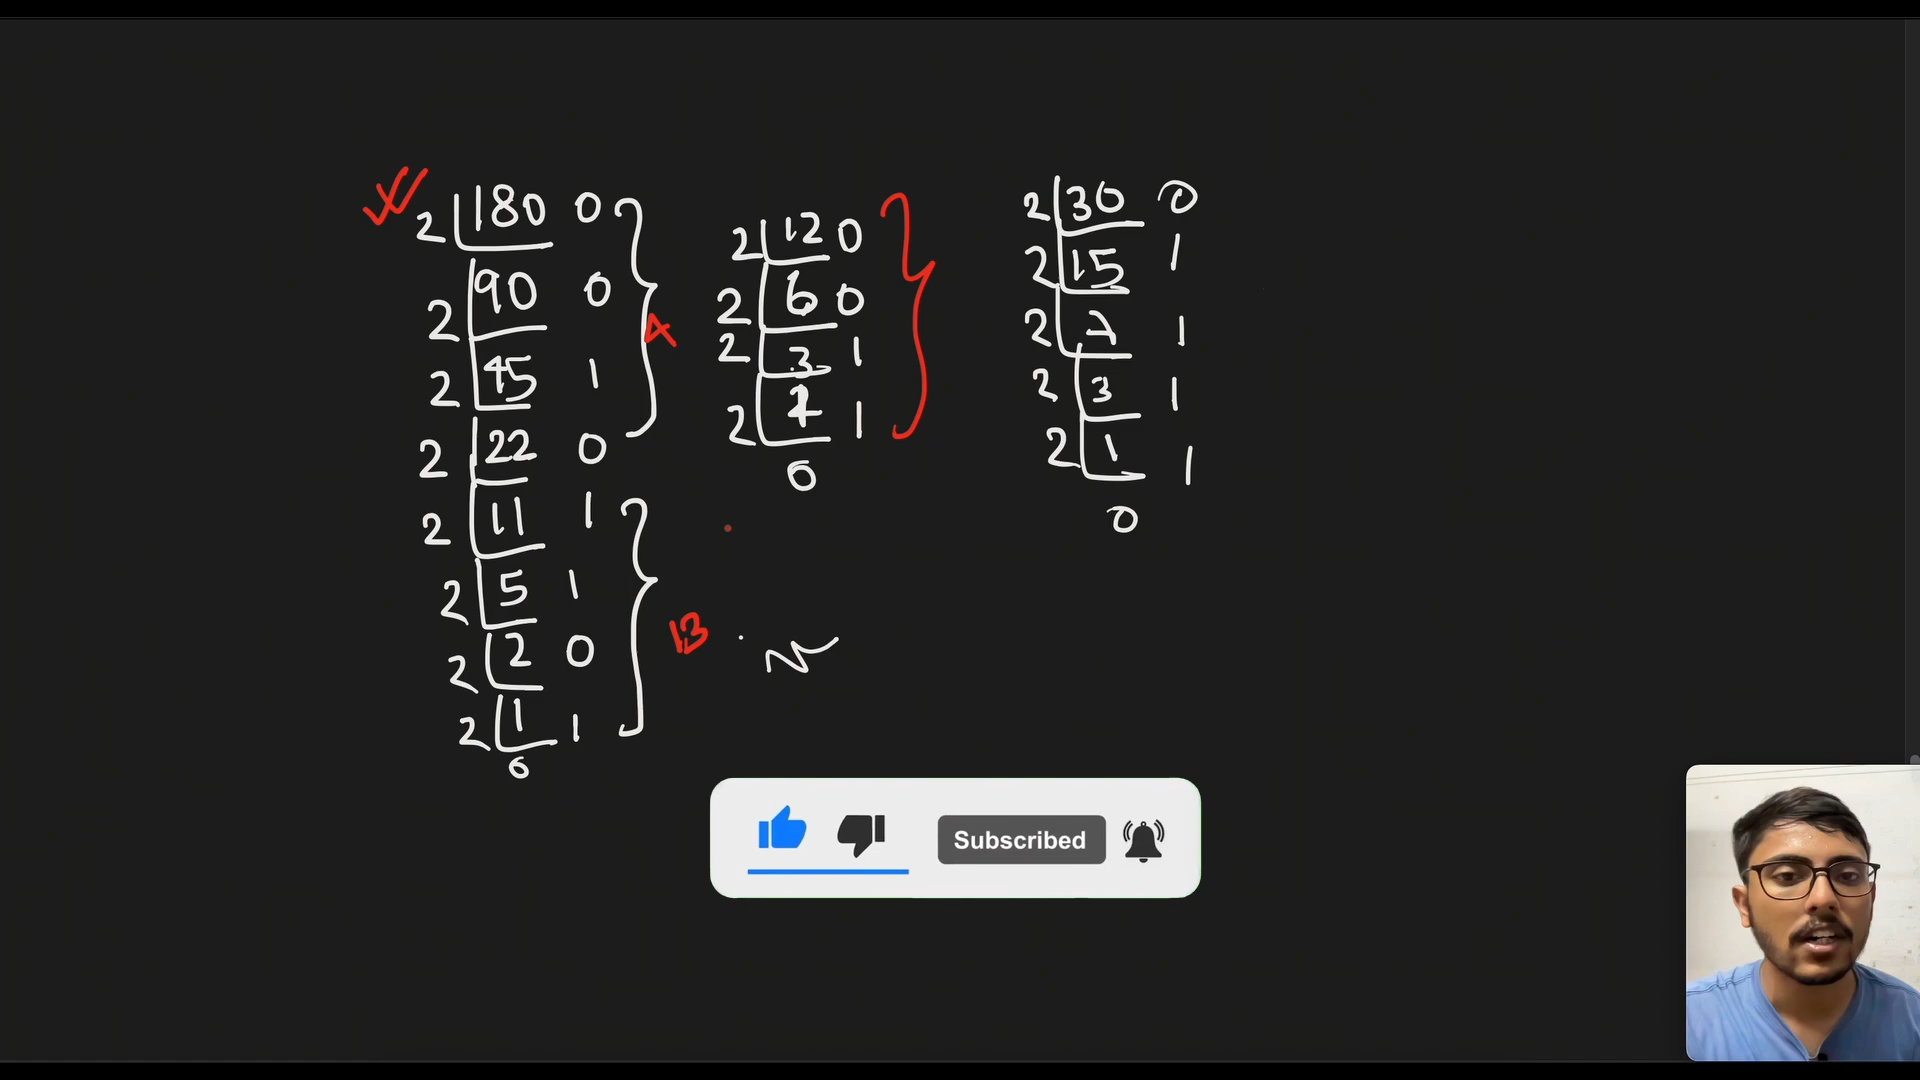 2 180 0
2 90 0
2 45 1
2 22 0
2 11 1
2 5 1
2 2 0
2 1 1
0
4
13
2 12 0
2 6 0
2 3 1
2 1 1
0
2 30 0
2 15 1
2 7 1
2 3 1
2 1 1
0
Subscribed